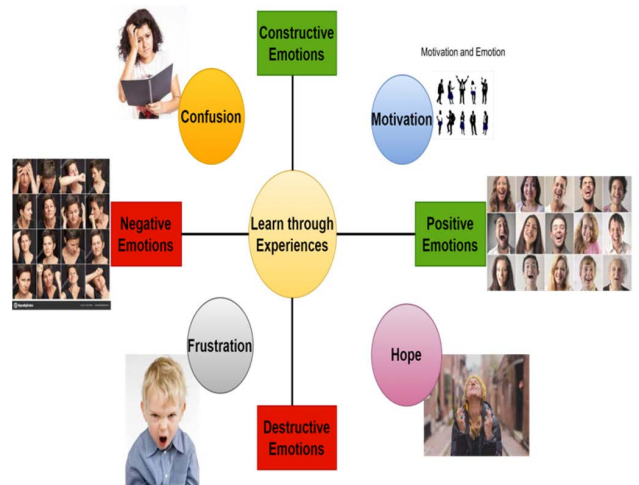 Constructive
Emotions
Motivation and Emotion
Confusion
Motivation
Negative
Emotions
Learn through
Experiences
Positive
Emotions
Frustration
Hope
Destructive
Emotions